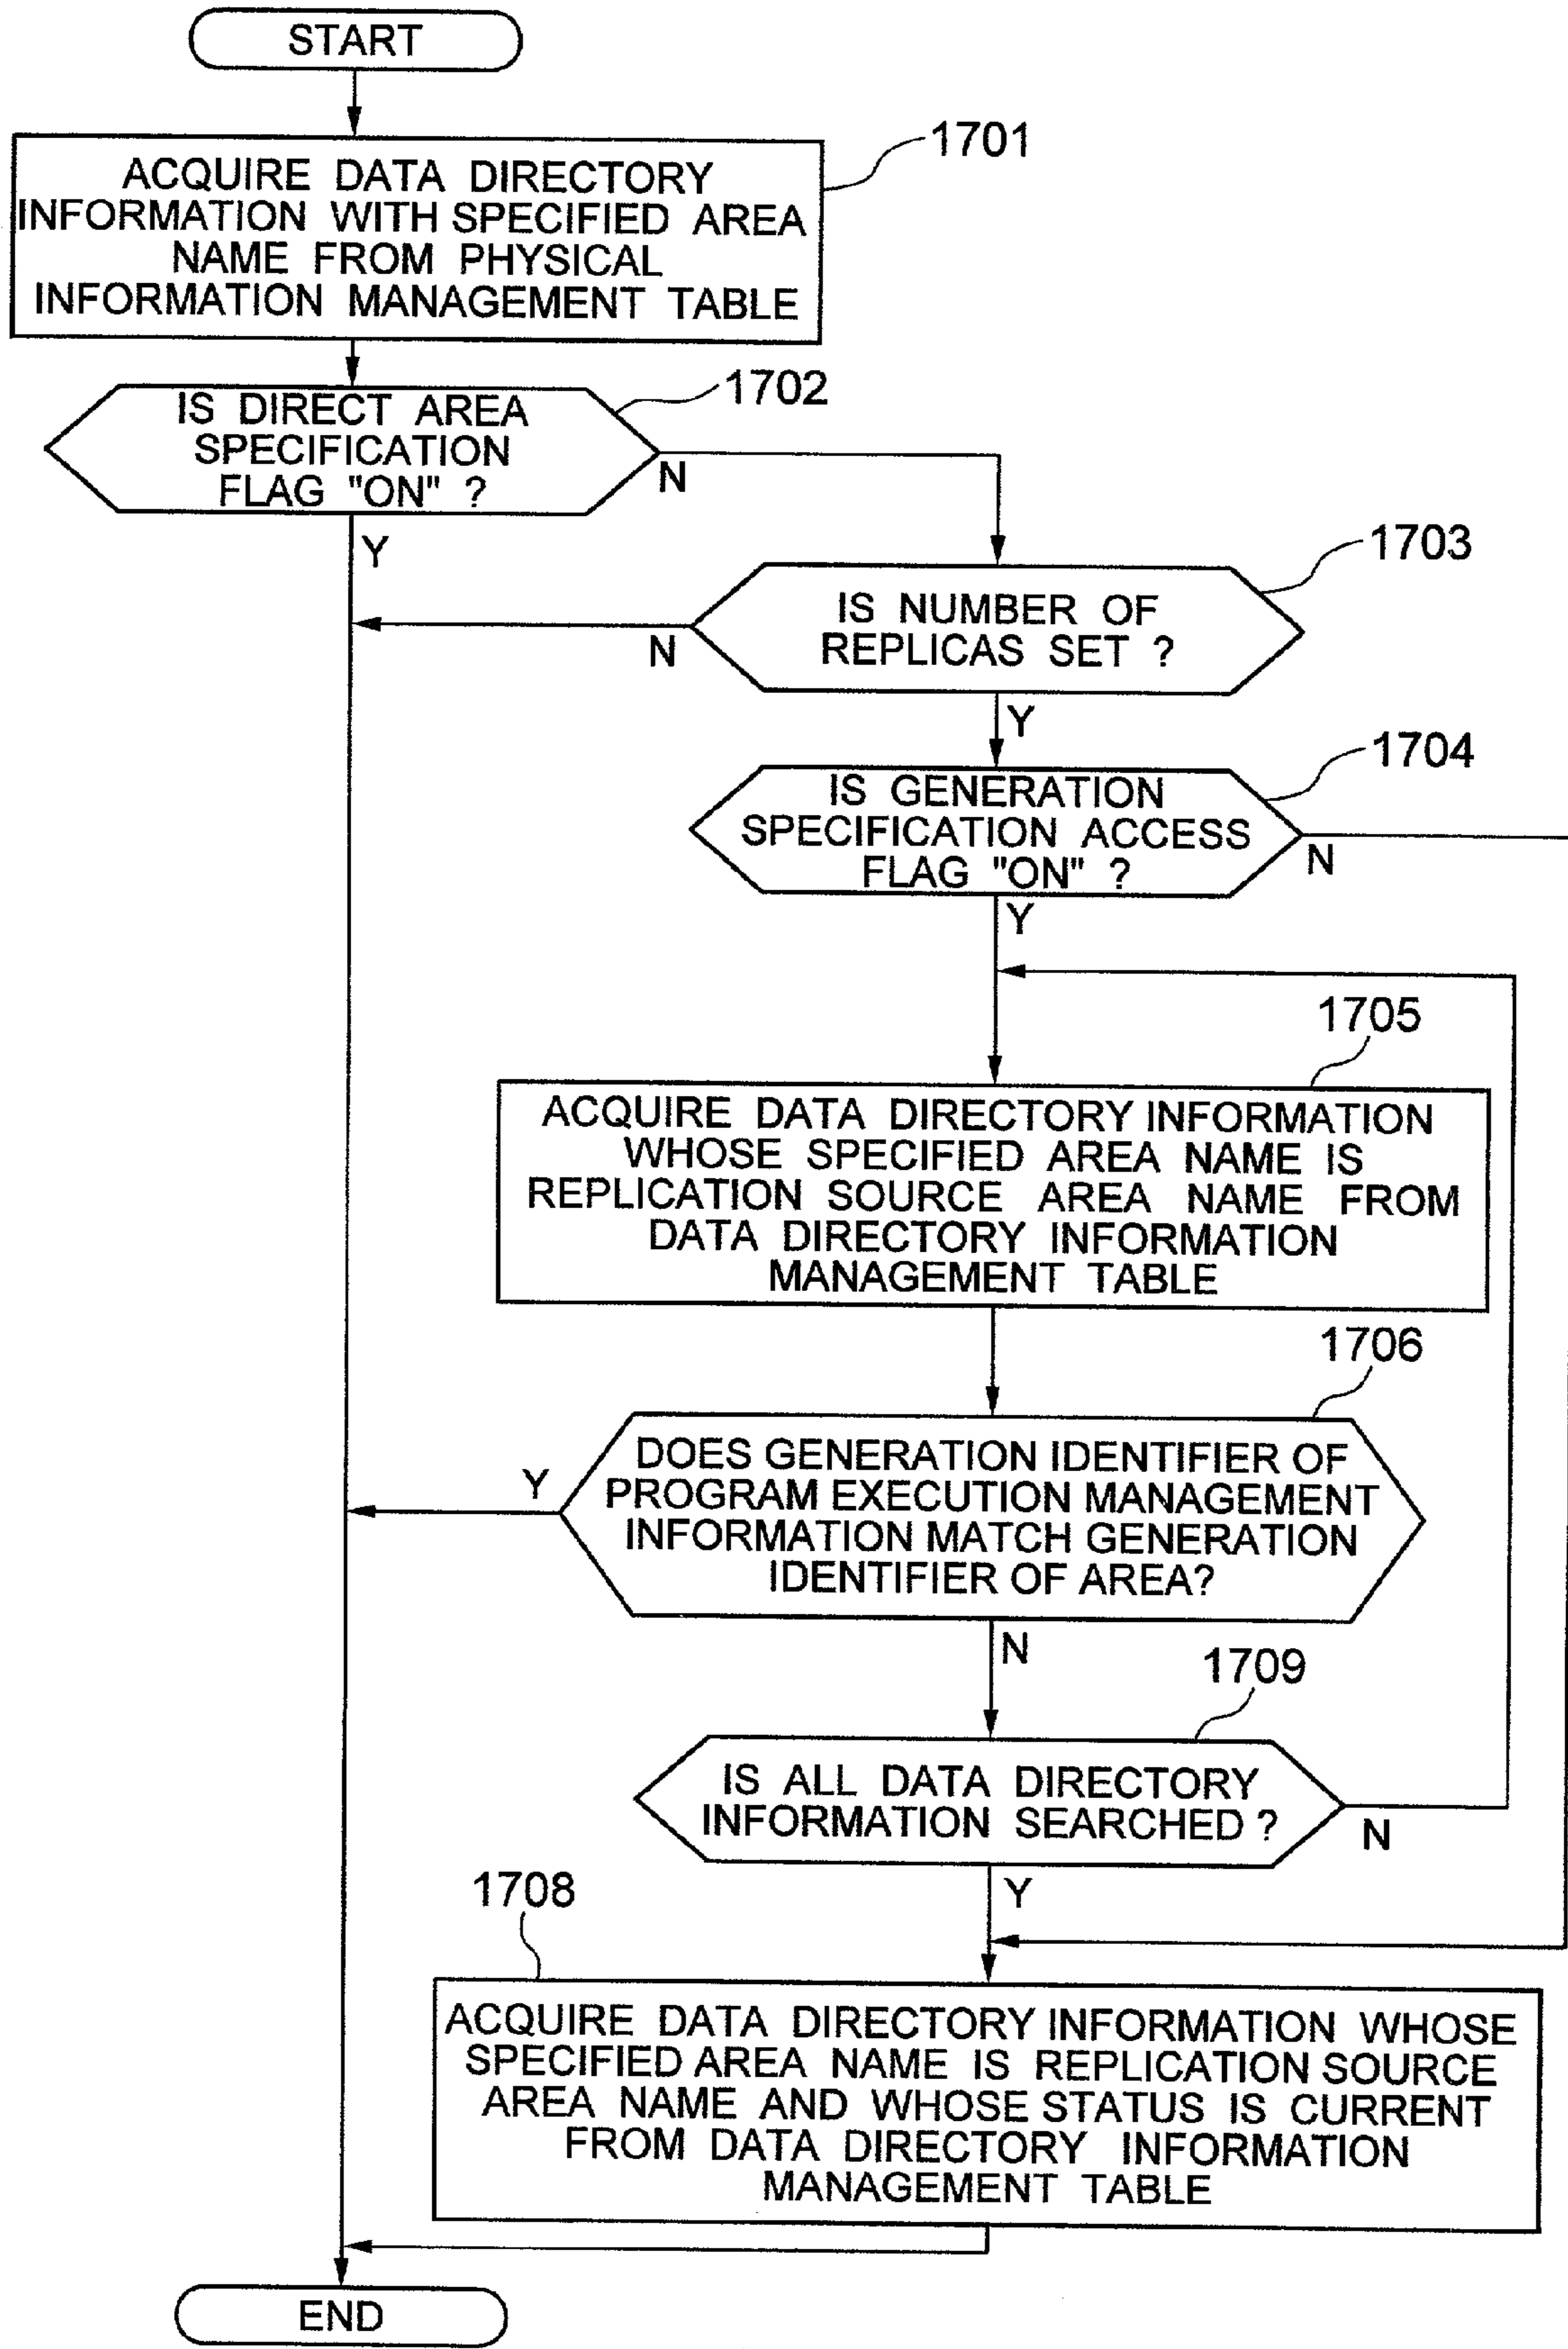 START
1701
ACQUIRE DATA DIRECTORY
INFORMATION WITH SPECIFIED AREA
NAME FROM PHYSICAL
INFORMATION MANAGEMENT TABLE
1702
IS DIRECT AREA
SPECIFICATION
FLAG "ON" ?
N
Y
1703
IS NUMBER OF
REPLICAS SET ?
N
Y
1704
IS GENERATION
SPECIFICATION ACCESS
FLAG "ON" ?
N
Y
1705
ACQUIRE DATA DIRECTORY INFORMATION
WHOSE SPECIFIED AREA NAME IS
REPLICATION SOURCE AREA NAME FROM
DATA DIRECTORY INFORMATION
MANAGEMENT TABLE
1706
DOES GENERATION IDENTIFIER OF
PROGRAM EXECUTION MANAGEMENT
INFORMATION MATCH GENERATION
IDENTIFIER OF AREA?
Y
N
1709
IS ALL DATA DIRECTORY
INFORMATION SEARCHED ?
N
Y
1708
ACQUIRE DATA DIRECTORY INFORMATION WHOSE
SPECIFIED AREA NAME IS REPLICATION SOURCE
AREA NAME AND WHOSE STATUS IS CURRENT
FROM DATA DIRECTORY INFORMATION
MANAGEMENT TABLE
END